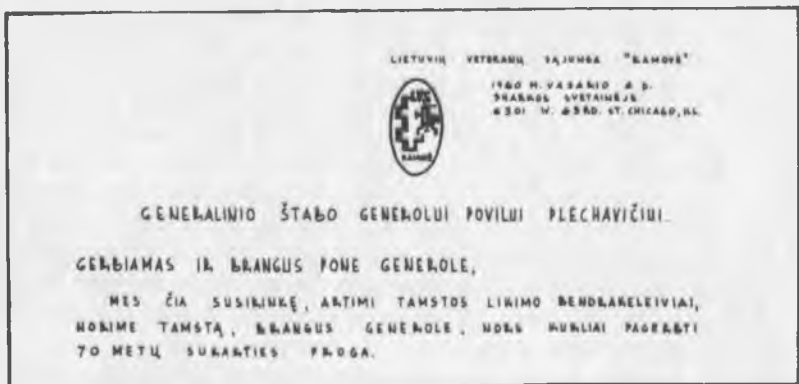 LIETUVIŲ VETERANŲ SĄJUNGA "RAMOVĖ"
1960 M. VASARIO 6 D.
SHARKOS SVETAINĖJE
6301 W. 63RD. ST. CHICAGO, ILL.
RAMOVĖ
GENERALINIO ŠTABO GENEROLUI POVILUI PLECHAVIČIUI.
GERBIAMAS IR BRANGUS PONE GENEROLE,
MES ČIA SUSIRINKĘ, ARTIMI TAMSTOS LIKIMO BENDRAKELEIVIAI,
NORIME TAMSTĄ, BRANGUS GENEROLE, NORS KUKLIAI PAGERBTI
70 METŲ SUKAKTIES PROGA.